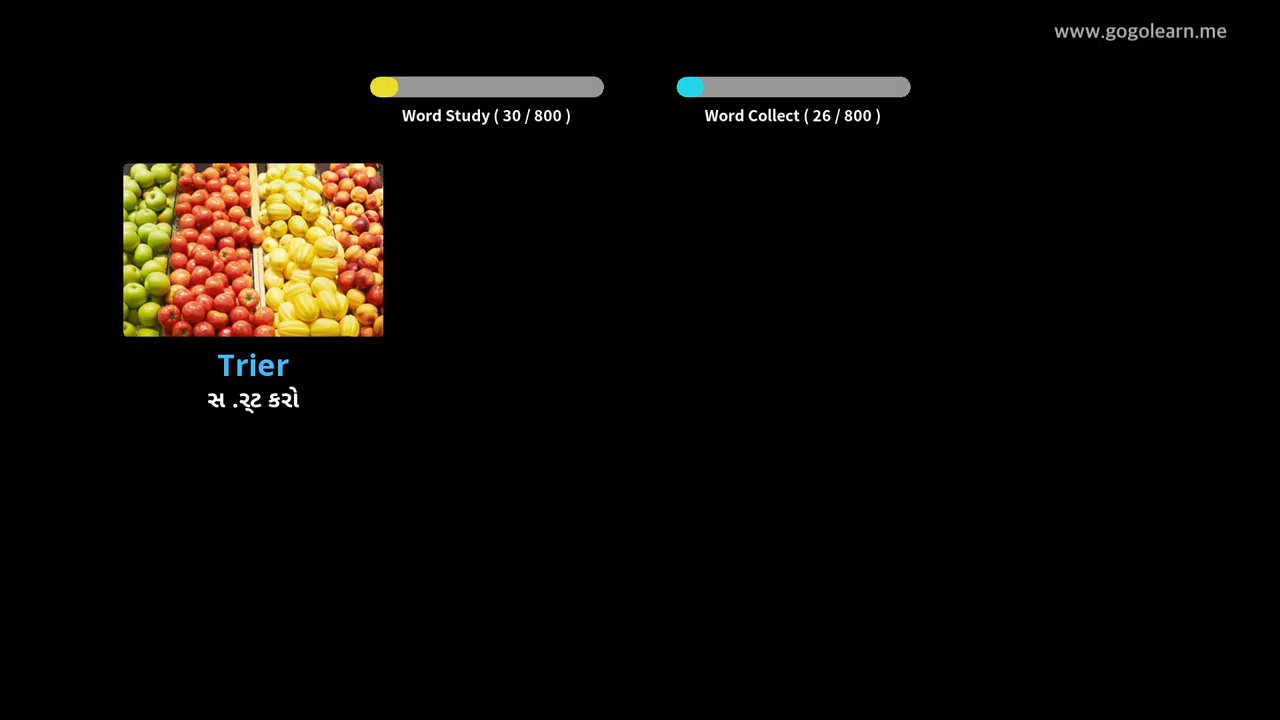 www.gogolearn.me
Word Study ( 30 / 800 )
Word Collect ( 26 / 800 )
Trier
સ .ર્ટ કરો